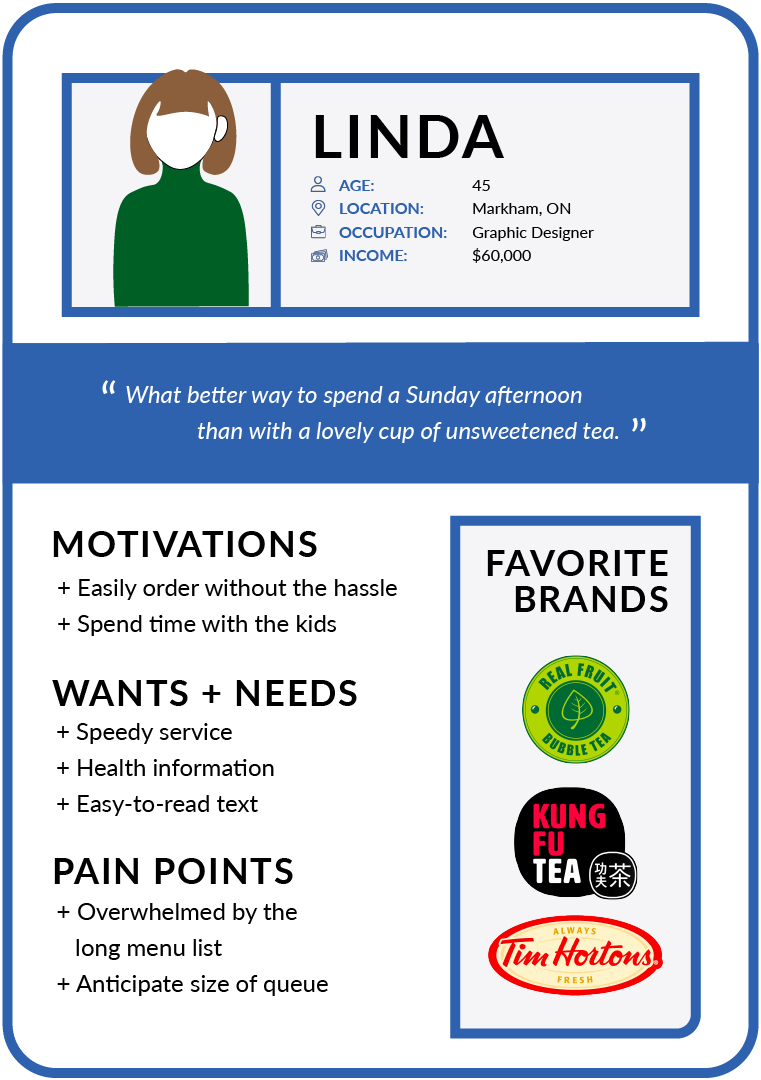 LINDA
AGE: 45
LOCATION: Markham, ON
OCCUPATION: Graphic Designer
INCOME: $60,000
“ What better way to spend a Sunday afternoon
than with a lovely cup of unsweetened tea. ”
MOTIVATIONS
+ Easily order without the hassle
+ Spend time with the kids
WANTS + NEEDS
+ Speedy service
+ Health information
+ Easy-to-read text
PAIN POINTS
+ Overwhelmed by the
long menu list
+ Anticipate size of queue
FAVORITE
BRANDS
REAL FRUIT®
BUBBLE TEA
KUNG
FU
TEA
功夫茶
ALWAYS
Tim Hortons®
FRESH